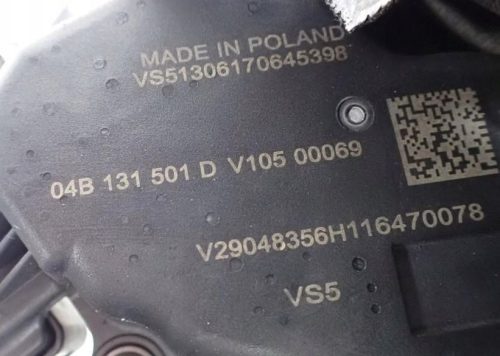 MADE IN POLAND
VS51306170645398
04B 131 501 D V105 00069
V29048356H116470078
VS5